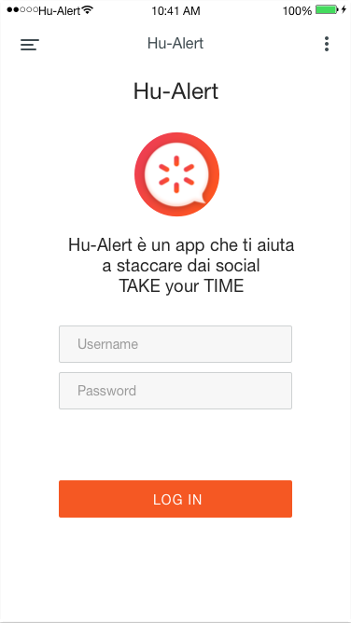 Hu-Alert 10:41 AM 100%
Hu-Alert
Hu-Alert
Hu-Alert è un app che ti aiuta
a staccare dai social
TAKE your TIME
Username
Password
LOG IN